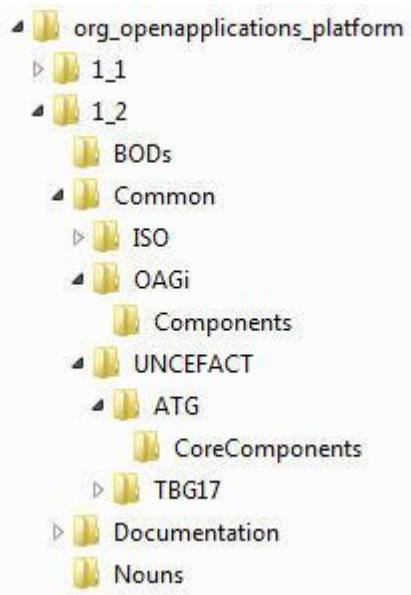 org_openapplications_platform
1_1
1_2
BODs
Common
ISO
OAGi
Components
UNCEFACT
ATG
CoreComponents
TBG17
Documentation
Nouns